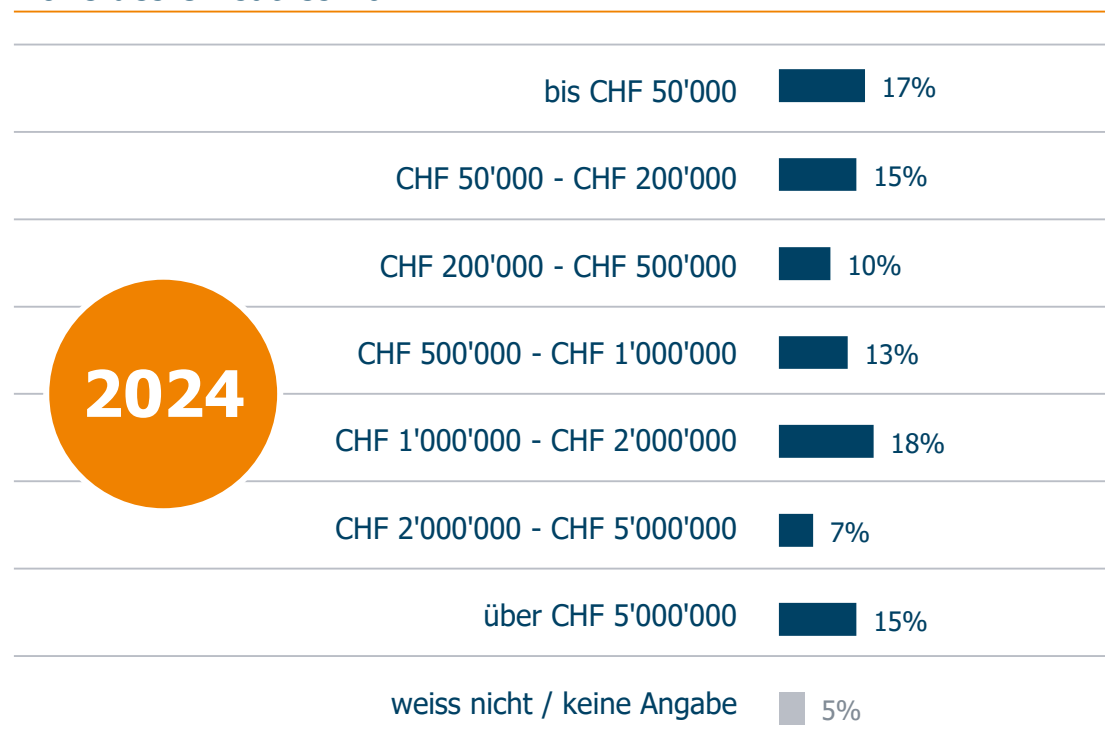 bis CHF 50'000 17%
CHF 50'000 - CHF 200'000 15%
CHF 200'000 - CHF 500'000 10%
CHF 500'000 - CHF 1'000'000 13%
2024
CHF 1'000'000 - CHF 2'000'000 18%
CHF 2'000'000 - CHF 5'000'000 7%
über CHF 5'000'000 15%
weiss nicht / keine Angabe 5%